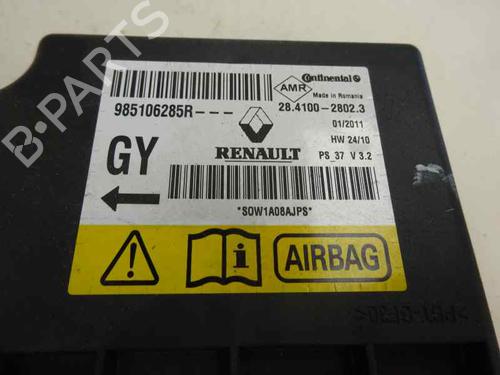 Continental
AMR
Made in Romania
985106285R---
28.4100-2802.3
01/2011
GY
RENAULT
HW 24/10
PS_37 V 3.2
*SOW1A08AJPS*
AIRBAG